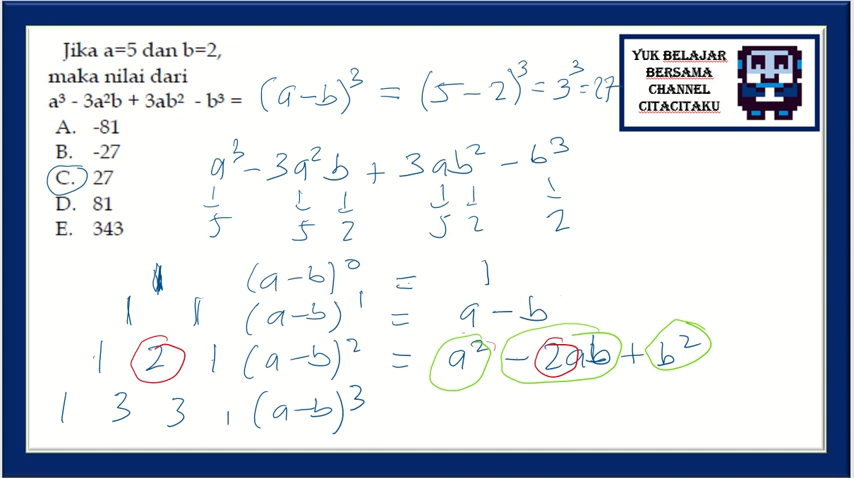 Jika a=5 dan b=2,
maka nilai dari
a³ - 3a²b + 3ab² - b³ = (a-b)³ = (5-2)³ = 3³ = 27
A. -81
B. -27
C. 27
D. 81
E. 343
YUK BELAJAR
BERSAMA
CHANNEL
CITACITAKU
a³ - 3a²b + 3ab² - b³
5 5 2 5 2 2
1 (a-b)⁰ = 1
1 1 (a-b)¹ = a - b
1 2 1 (a-b)² = a² - 2ab + b²
1 3 3 1 (a-b)³